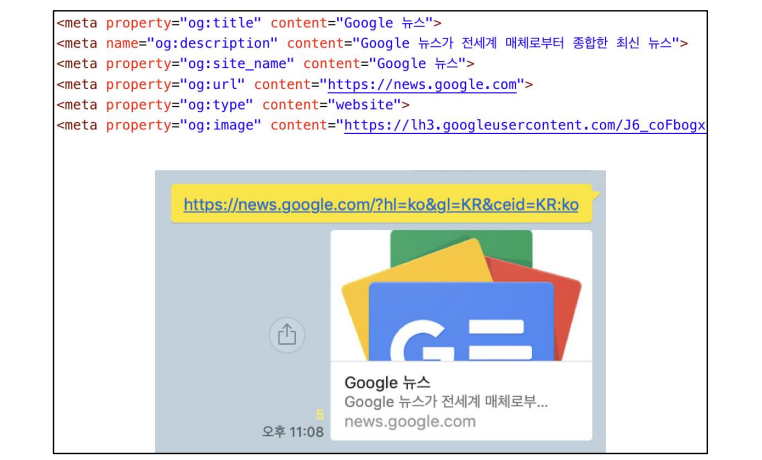 <meta property="og:title" content="Google 뉴스">
<meta name="og:description" content="Google 뉴스가 전세계 매체로부터 종합한 최신 뉴스">
<meta property="og:site_name" content="Google 뉴스">
<meta property="og:url" content="https://news.google.com">
<meta property="og:type" content="website">
<meta property="og:image" content="https://lh3.googleusercontent.com/J6_coFbogx
https://news.google.com/?hl=ko&gl=KR&ceid=KR:ko
G
Google 뉴스
Google 뉴스가 전세계 매체로부...
news.google.com
5
오후 11:08